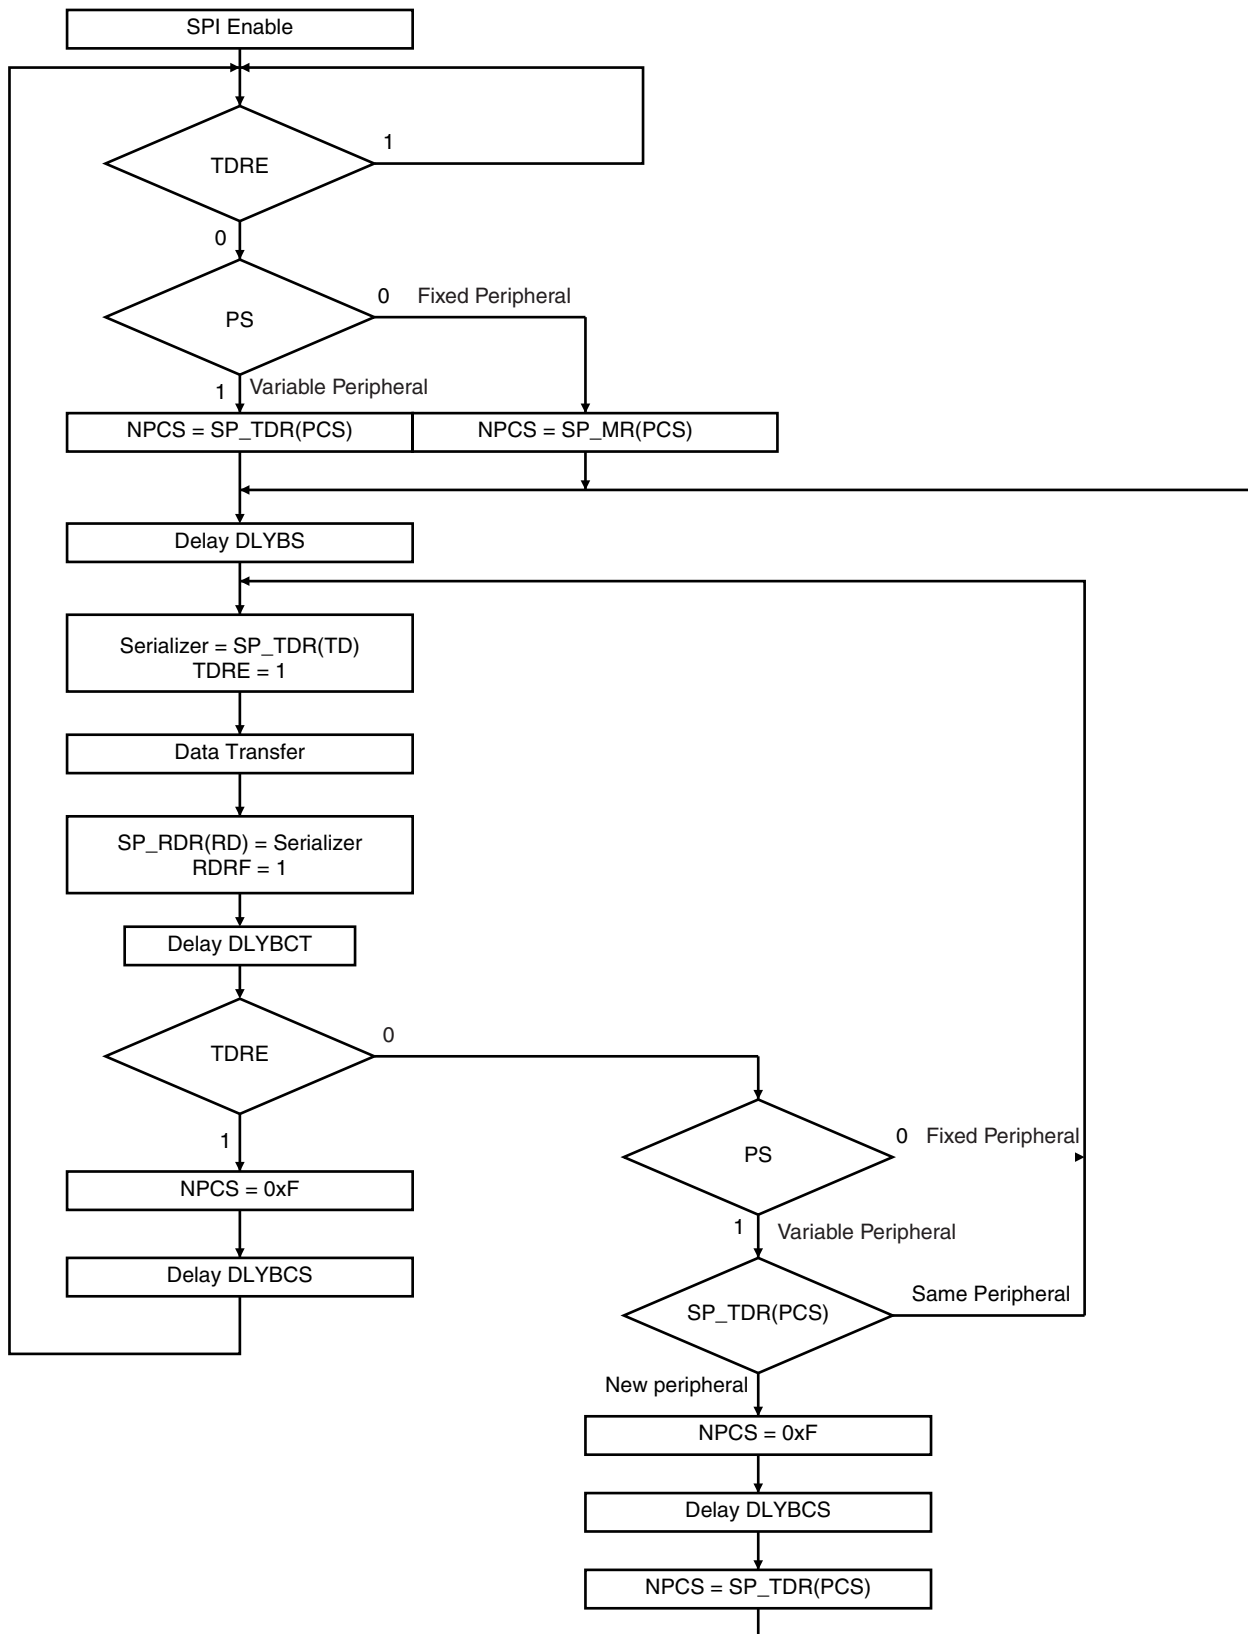 SPI Enable
1
TDRE
0
0 Fixed Peripheral
PS
1 Variable Peripheral
NPCS = SP_TDR(PCS)
NPCS = SP_MR(PCS)
Delay DLYBS
Serializer = SP_TDR(TD)
TDRE = 1
Data Transfer
SP_RDR(RD) = Serializer
RDRF = 1
Delay DLYBCT
0
TDRE
1
NPCS = 0xF
Delay DLYBCS
0 Fixed Peripheral
PS
1 Variable Peripheral
Same Peripheral
SP_TDR(PCS)
New peripheral
NPCS = 0xF
Delay DLYBCS
NPCS = SP_TDR(PCS)